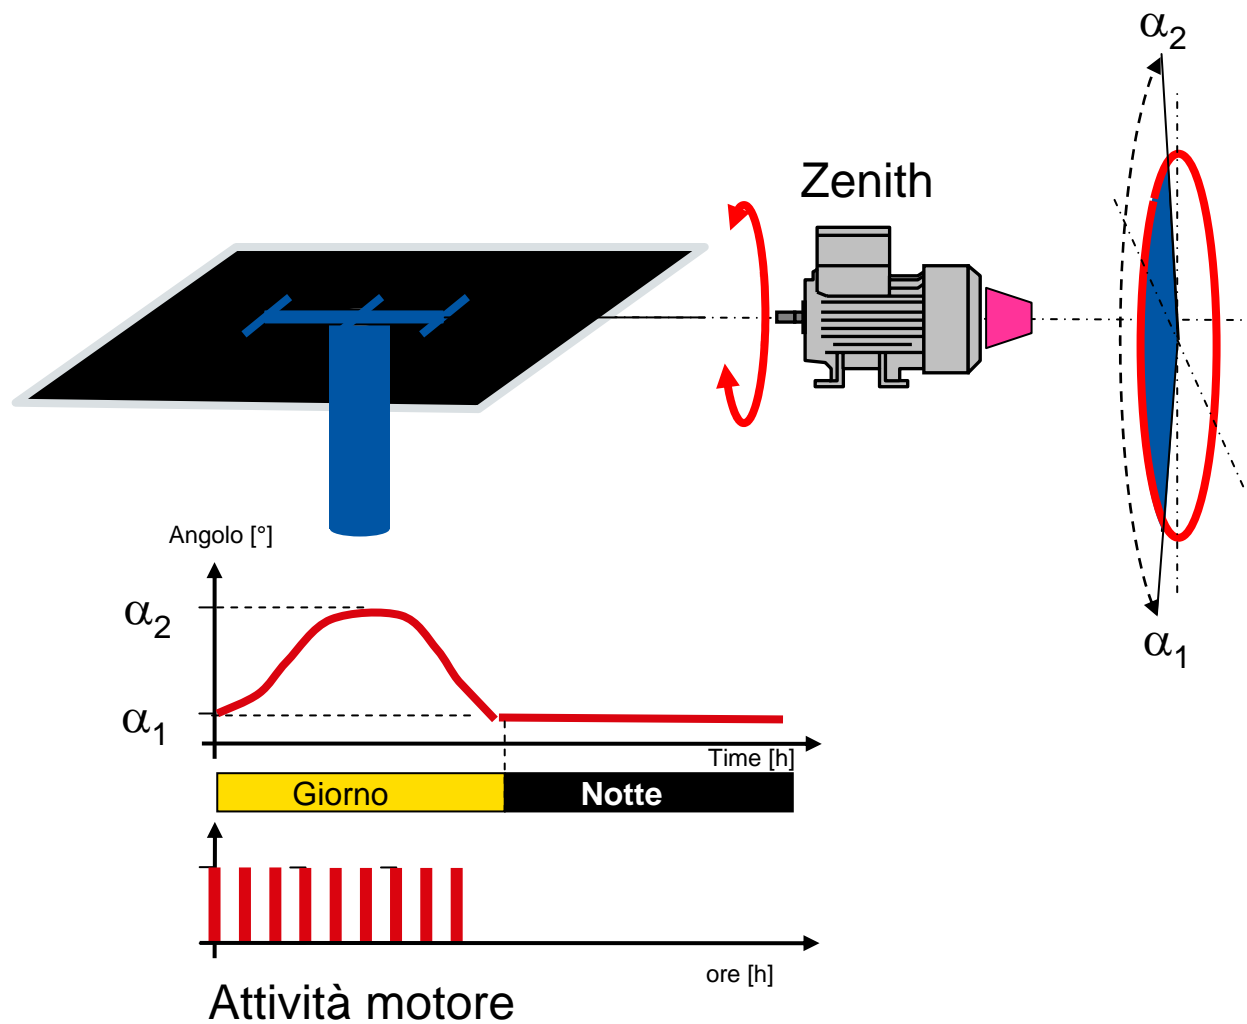 α2
Zenith
Angolo [°]
α2
α1
α1
Time [h]
Giorno
Notte
ore [h]
Attività motore